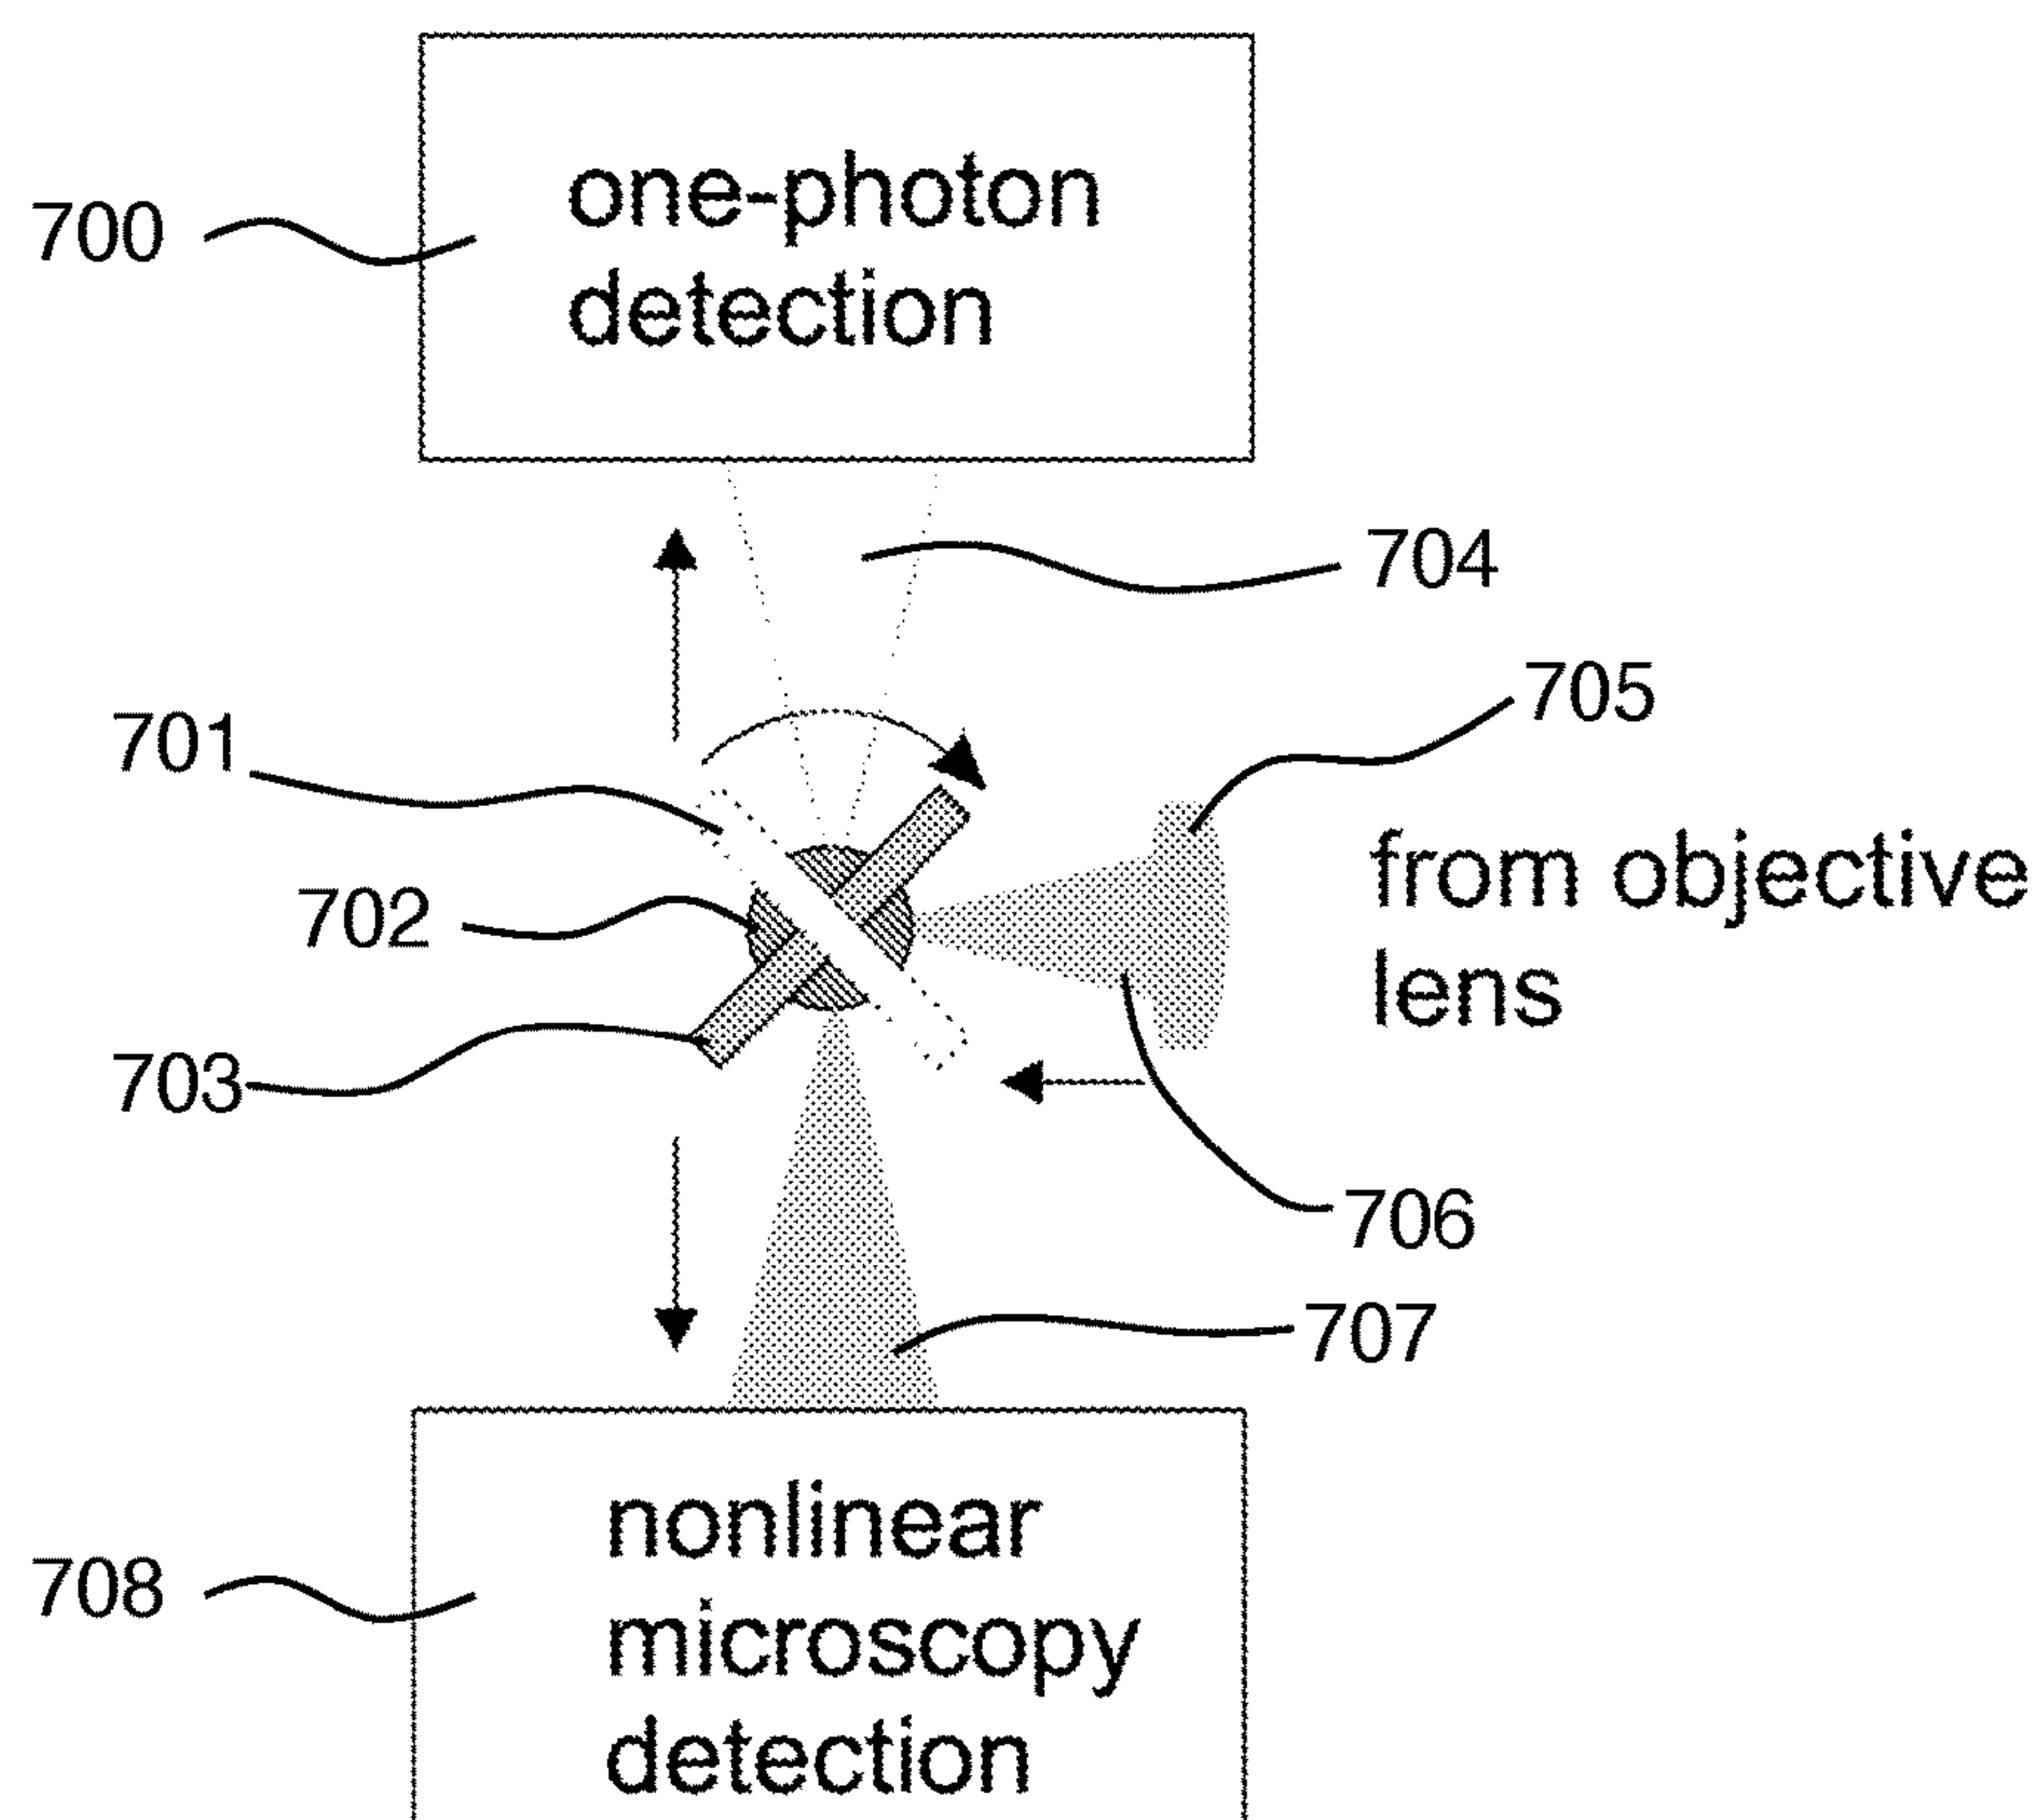 one-photon
detection
700
704
705
701
from objective
lens
702
703
706
707
nonlinear
microscopy
detection
708